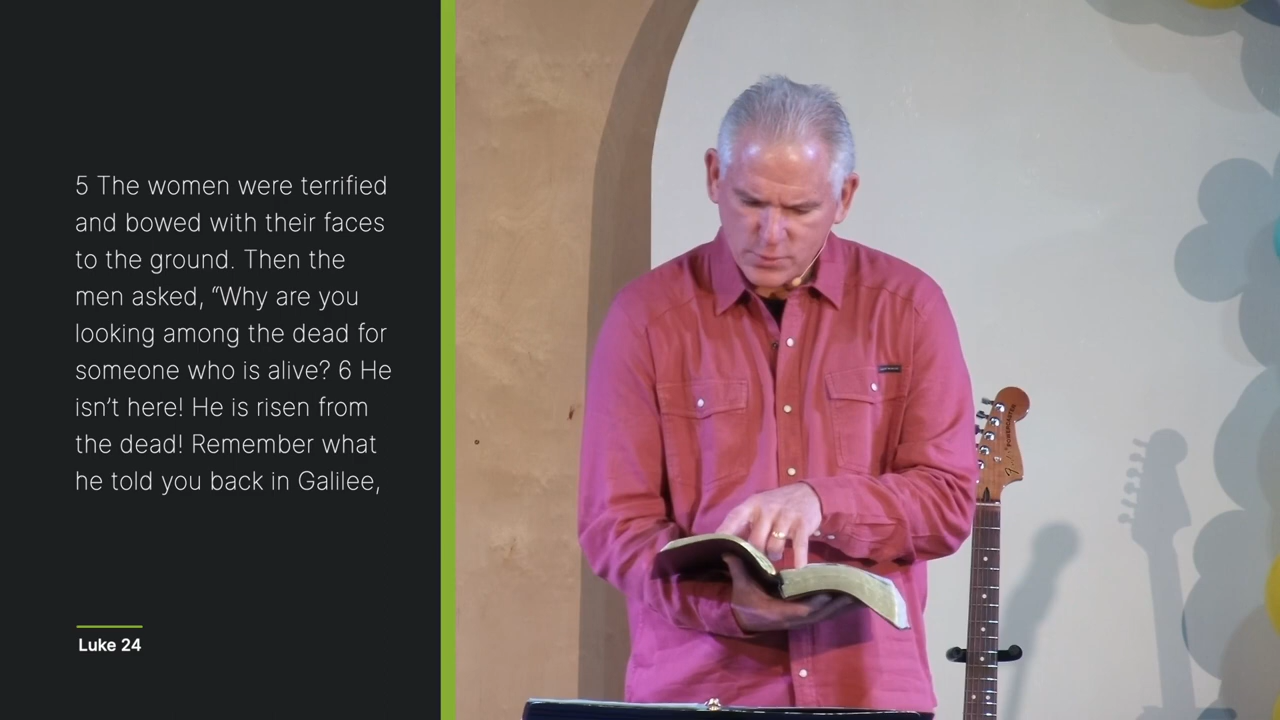 5 The women were terrified
and bowed with their faces
to the ground. Then the
men asked, “Why are you
looking among the dead for
someone who is alive? 6 He
isn’t here! He is risen from
the dead! Remember what
he told you back in Galilee,
Luke 24